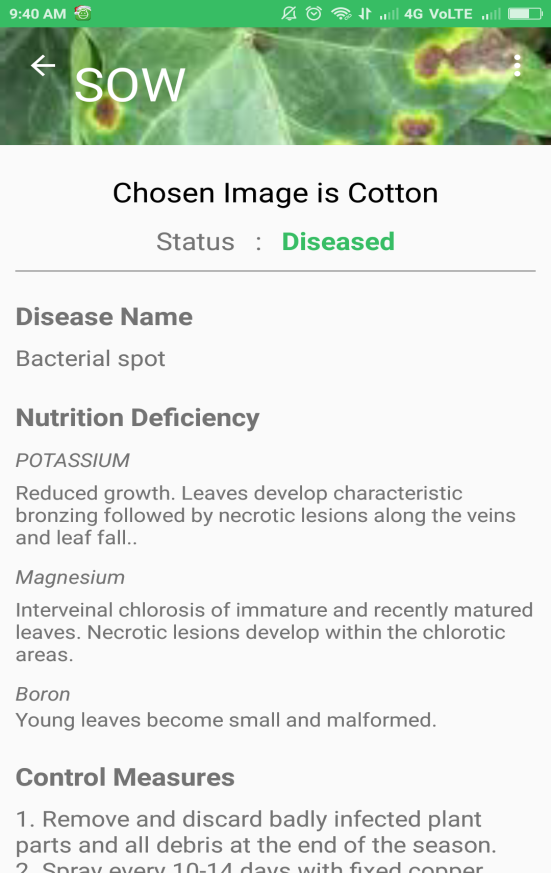 9:40 AM 4G VoLTE
SOW
Chosen Image is Cotton
Status : Diseased
Disease Name
Bacterial spot
Nutrition Deficiency
POTASSIUM
Reduced growth. Leaves develop characteristic
bronzing followed by necrotic lesions along the veins
and leaf fall..
Magnesium
Interveinal chlorosis of immature and recently matured
leaves. Necrotic lesions develop within the chlorotic
areas.
Boron
Young leaves become small and malformed.
Control Measures
1. Remove and discard badly infected plant
parts and all debris at the end of the season.
2. Spray every 10-14 days with fixed copper